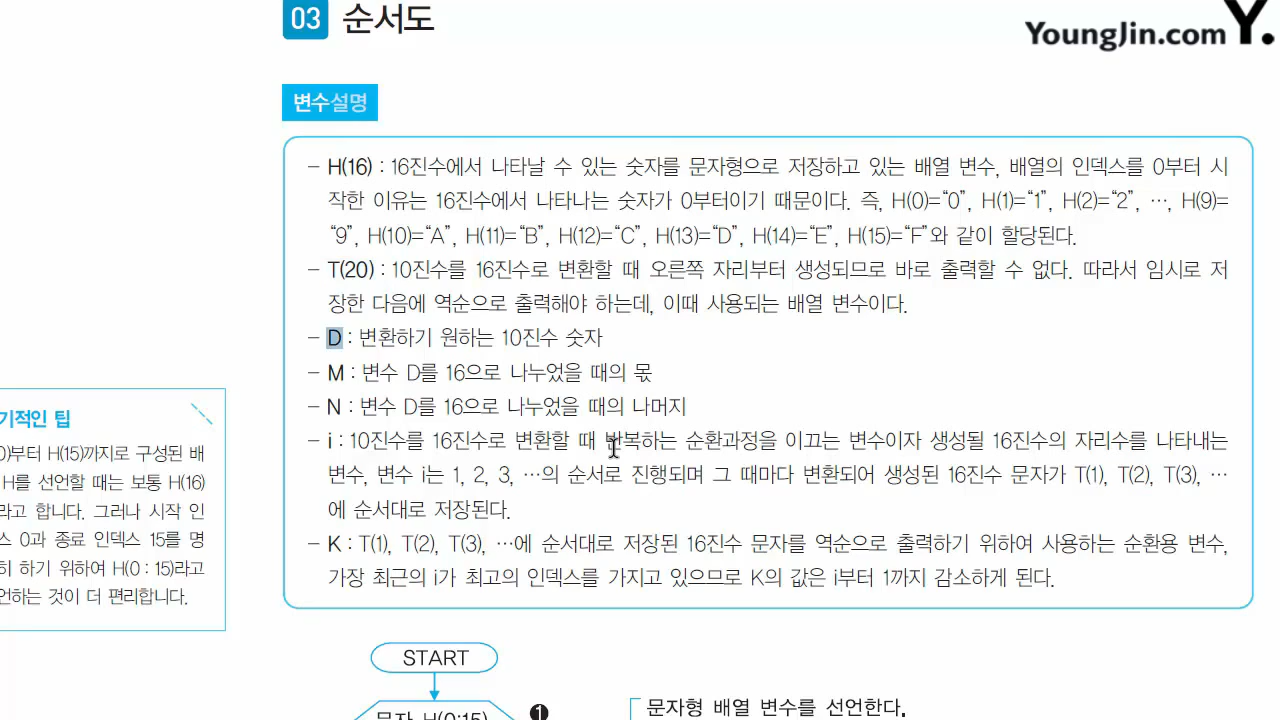 03 순서도
YoungJin.com Y.
변수설명
– H(16) : 16진수에서 나타날 수 있는 숫자를 문자형으로 저장하고 있는 배열 변수, 배열의 인덱스를 0부터 시
작한 이유는 16진수에서 나타나는 숫자가 0부터이기 때문이다. 즉, H(0)=“0”, H(1)=“1”, H(2)=“2”, …, H(9)=
“9”, H(10)=“A”, H(11)=“B”, H(12)=“C”, H(13)=“D”, H(14)=“E”, H(15)=“F”와 같이 할당된다.
– T(20) : 10진수를 16진수로 변환할 때 오른쪽 자리부터 생성되므로 바로 출력할 수 없다. 따라서 임시로 저
장한 다음에 역순으로 출력해야 하는데, 이때 사용되는 배열 변수이다.
– D : 변환하기 원하는 10진수 숫자
– M : 변수 D를 16으로 나누었을 때의 몫
– N : 변수 D를 16으로 나누었을 때의 나머지
– i : 10진수를 16진수로 변환할 때 반복하는 순환과정을 이끄는 변수이자 생성될 16진수의 자리수를 나타내는
변수, 변수 i는 1, 2, 3, …의 순서로 진행되며 그 때마다 변환되어 생성된 16진수 문자가 T(1), T(2), T(3), …
에 순서대로 저장된다.
– K : T(1), T(2), T(3), …에 순서대로 저장된 16진수 문자를 역순으로 출력하기 위하여 사용하는 순환용 변수,
가장 최근의 i가 최고의 인덱스를 가지고 있으므로 K의 값은 i부터 1까지 감소하게 된다.
기적인 팁
0)부터 H(15)까지로 구성된 배
H를 선언할 때는 보통 H(16)
라고 합니다. 그러나 시작 인
스 0과 종료 인덱스 15를 명
히 하기 위하여 H(0 : 15)라고
언하는 것이 더 편리합니다.
START
문자 H(0:15)
1 문자형 배열 변수를 선언한다.